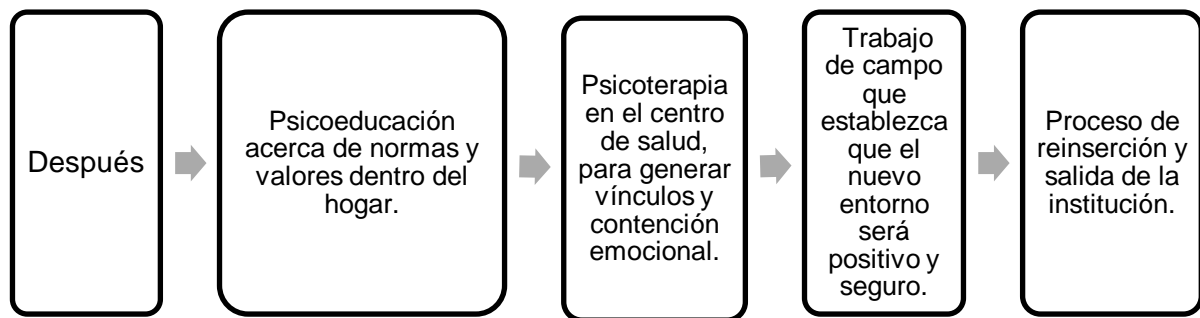 Después
Psicoeducación
acerca de normas y
valores dentro del
hogar.
Psicoterapia
en el centro
de salud,
para generar
vínculos y
contención
emocional.
Trabajo
de campo
que
establezca
que el
nuevo
entorno
será
positivo y
seguro.
Proceso de
reinserción y
salida de la
institución.